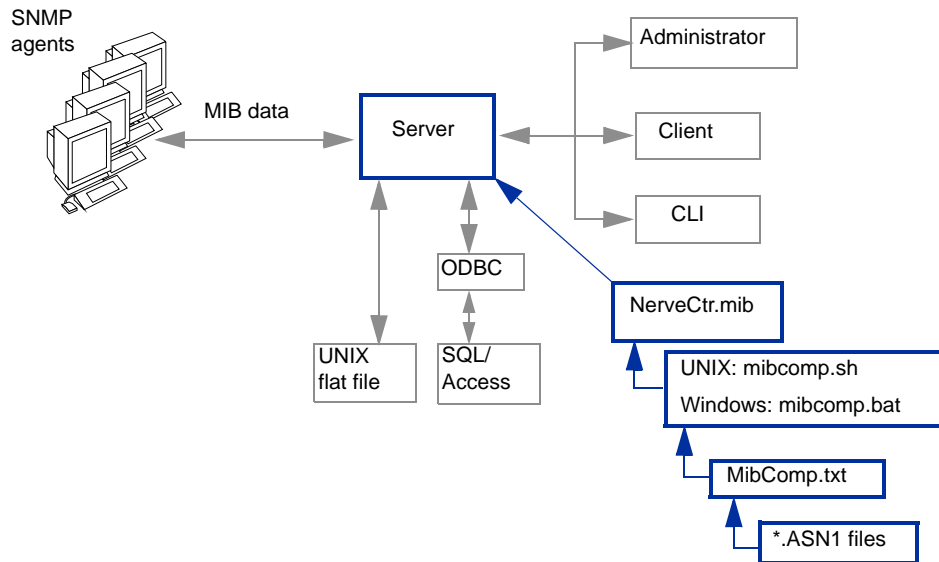 SNMP
agents
MIB data
Server
Administrator
Client
CLI
ODBC
UNIX
flat file
SQL/
Access
NerveCtr.mib
UNIX: mibcomp.sh
Windows: mibcomp.bat
MibComp.txt
*.ASN1 files